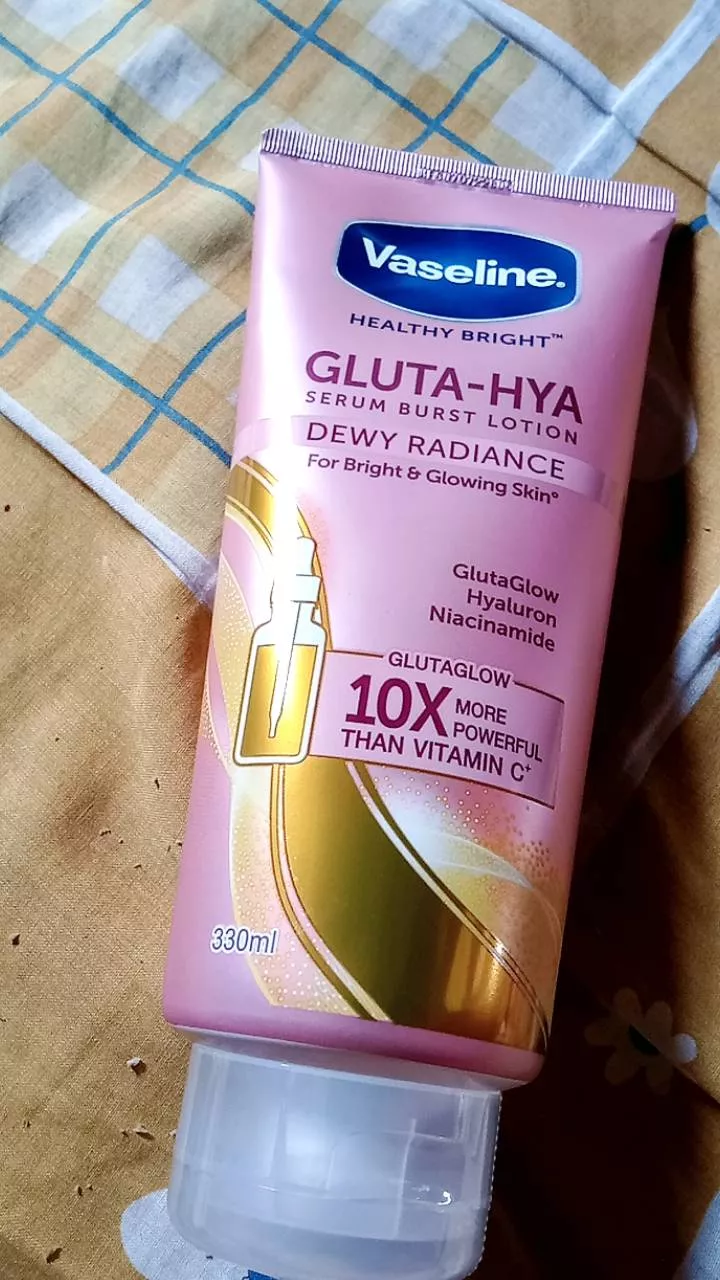 Vaseline.
HEALTHY BRIGHT™
GLUTA-HYA
SERUM BURST LOTION
DEWY RADIANCE
For Bright & Glowing Skin°
GlutaGlow
Hyaluron
Niacinamide
GLUTAGLOW
10X MORE
POWERFUL
THAN VITAMIN C⁺
330ml